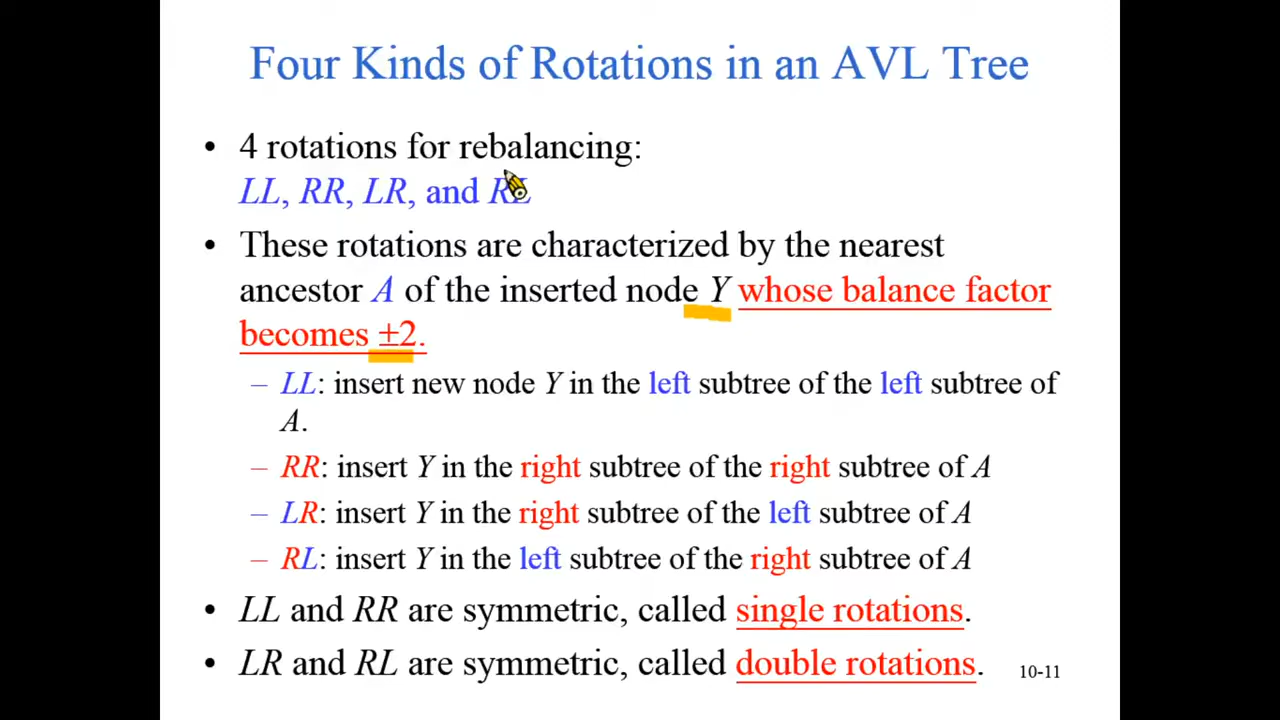 Four Kinds of Rotations in an AVL Tree
• 4 rotations for rebalancing:
LL, RR, LR, and RL
• These rotations are characterized by the nearest
ancestor A of the inserted node Y whose balance factor
becomes ±2.
– LL: insert new node Y in the left subtree of the left subtree of
A.
– RR: insert Y in the right subtree of the right subtree of A
– LR: insert Y in the right subtree of the left subtree of A
– RL: insert Y in the left subtree of the right subtree of A
• LL and RR are symmetric, called single rotations.
• LR and RL are symmetric, called double rotations.
10-11